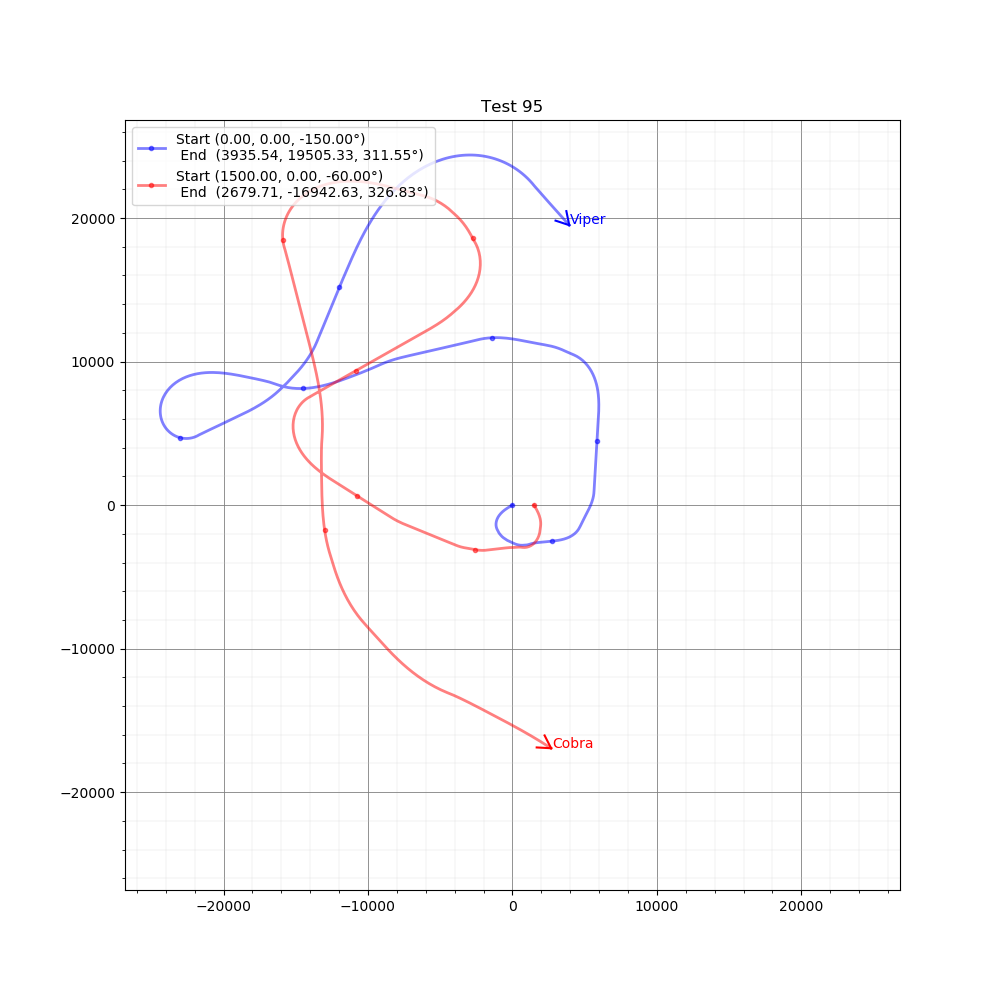 Test 95
Start (0.00, 0.00, -150.00°)
End (3935.54, 19505.33, 311.55°)
Start (1500.00, 0.00, -60.00°)
End (2679.71, -16942.63, 326.83°)
Viper
Cobra
20000
10000
0
−10000
−20000
−20000 −10000 0 10000 20000